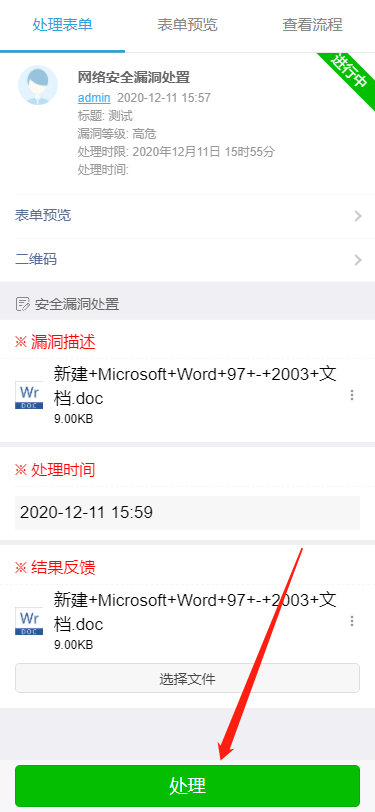 处理表单
表单预览
查看流程
进行中
网络安全漏洞处置
admin 2020-12-11 15:57
标题: 测试
漏洞等级: 高危
处理时限: 2020年12月11日 15时55分
处理时间:
表单预览
二维码
安全漏洞处置
※ 漏洞描述
Wr
DOC
新建+Microsoft+Word+97+-+2003+文
档.doc
9.00KB
※ 处理时间
2020-12-11 15:59
※ 结果反馈
Wr
DOC
新建+Microsoft+Word+97+-+2003+文
档.doc
9.00KB
选择文件
处理